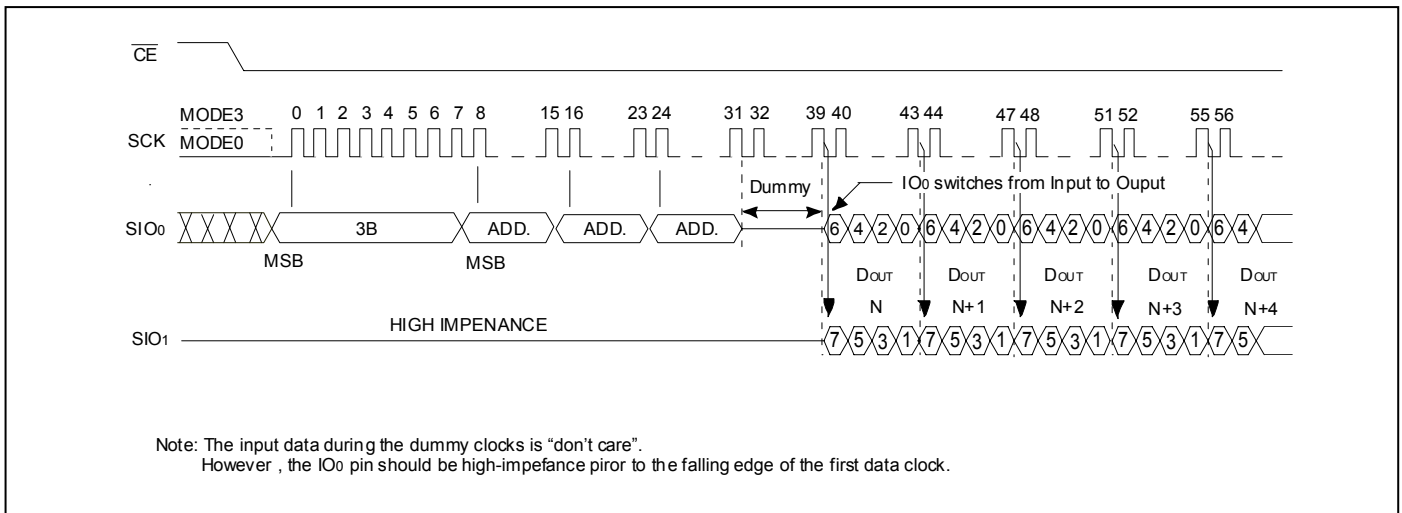 CE
MODE3 0 1 2 3 4 5 6 7 8 15 16 23 24 31 32 39 40 43 44 47 48 51 52 55 56
SCK MODE0
Dummy IO0 switches from Input to Ouput
SIO0 3B ADD. ADD. ADD. 6 4 2 0 6 4 2 0 6 4 2 0 6 4 2 0 6 4
MSB MSB
DOUT DOUT DOUT DOUT DOUT
N N+1 N+2 N+3 N+4
HIGH IMPENANCE
SIO1 7 5 3 1 7 5 3 1 7 5 3 1 7 5 3 1 7 5
Note: The input data during the dummy clocks is “don’t care”.
However , the IO0 pin should be high-impefance piror to the falling edge of the first data clock.